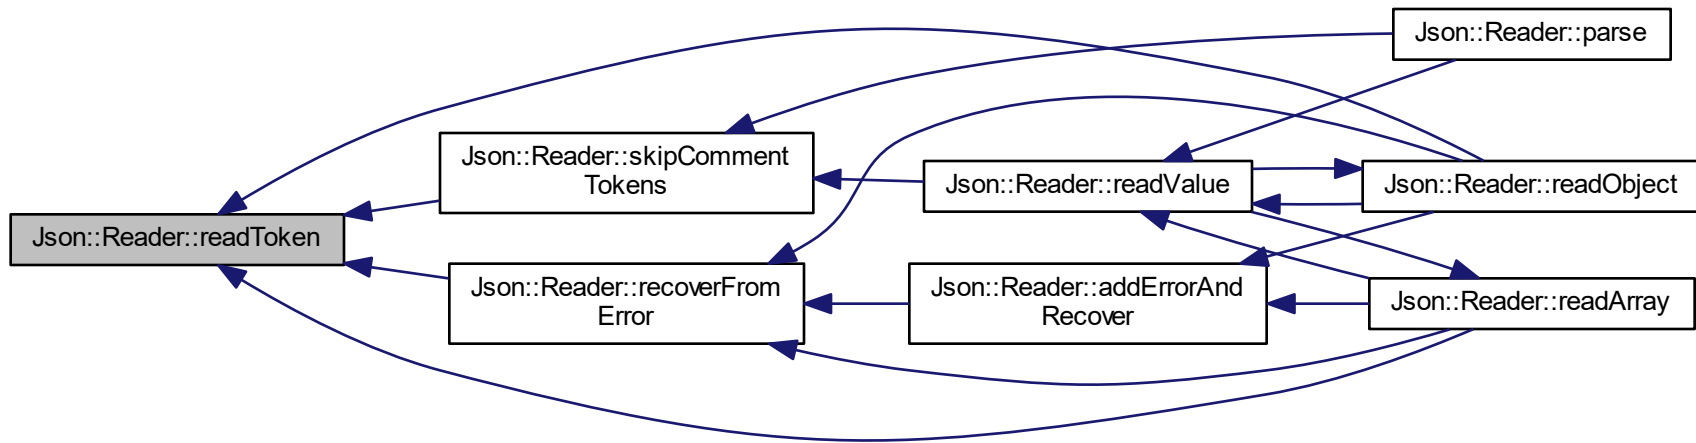 Json::Reader::parse
Json::Reader::skipComment
Tokens
Json::Reader::readValue
Json::Reader::readObject
Json::Reader::readToken
Json::Reader::recoverFrom
Error
Json::Reader::addErrorAnd
Recover
Json::Reader::readArray